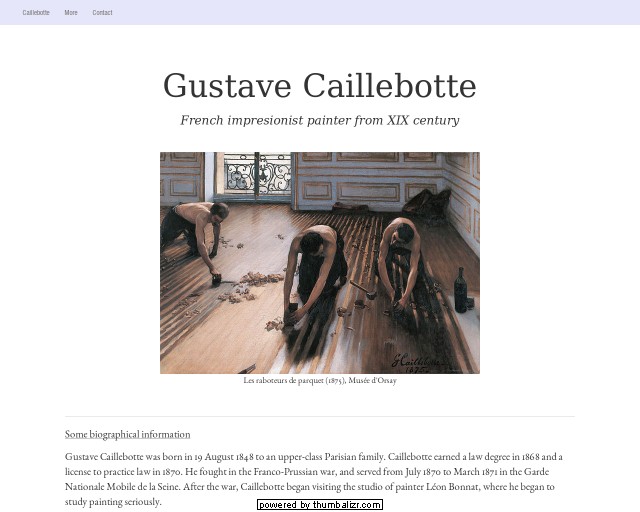 Caillebotte More Contact
Gustave Caillebotte
French impresionist painter from XIX century
Les raboteurs de parquet (1875), Musée d'Orsay
Some biographical information
Gustave Caillebotte was born in 19 August 1848 to an upper-class Parisian family. Caillebotte earned a law degree in 1868 and a
license to practice law in 1870. He fought in the Franco-Prussian war, and served from July 1870 to March 1871 in the Garde
Nationale Mobile de la Seine. After the war, Caillebotte began visiting the studio of painter Léon Bonnat, where he began to
study painting seriously.
powered by thumbalizr.com